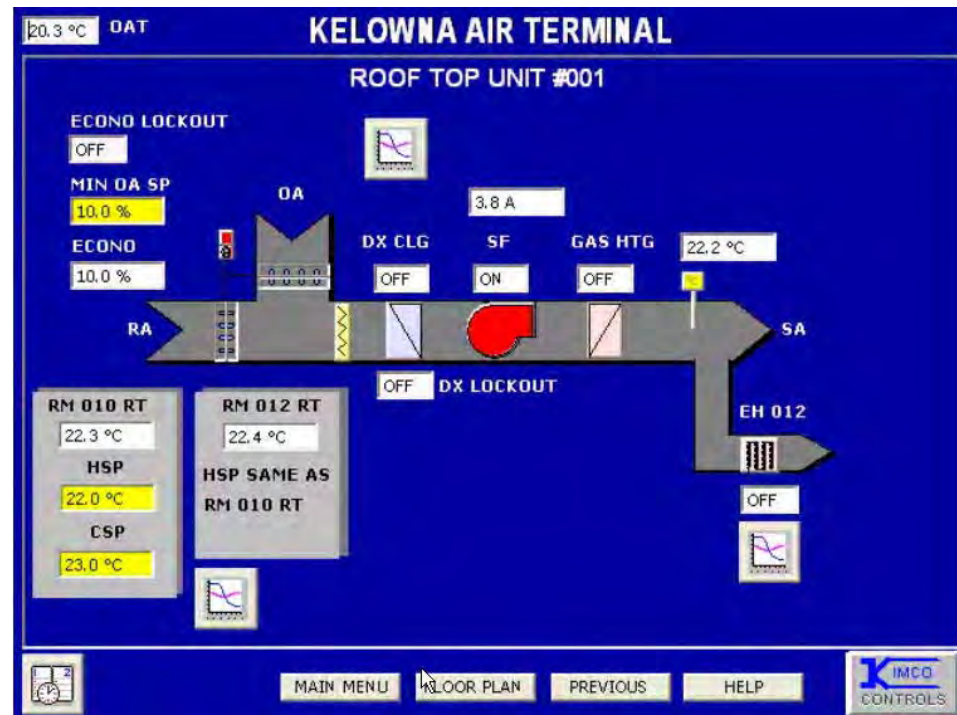 20.3 °C OAT
KELOWNA AIR TERMINAL
ROOF TOP UNIT #001
ECONO LOCKOUT
OFF
MIN OA SP
10.0 %
ECONO
10.0 %
OA
3.8 A
DX CLG
OFF
SF
ON
GAS HTG
OFF
22.2 °C
°C
RA
SA
OFF DX LOCKOUT
RM 010 RT
22.3 °C
HSP
22.0 °C
CSP
23.0 °C
RM 012 RT
22.4 °C
HSP SAME AS
RM 010 RT
EH 012
OFF
2
MAIN MENU
FLOOR PLAN
PREVIOUS
HELP
KIMCO
CONTROLS